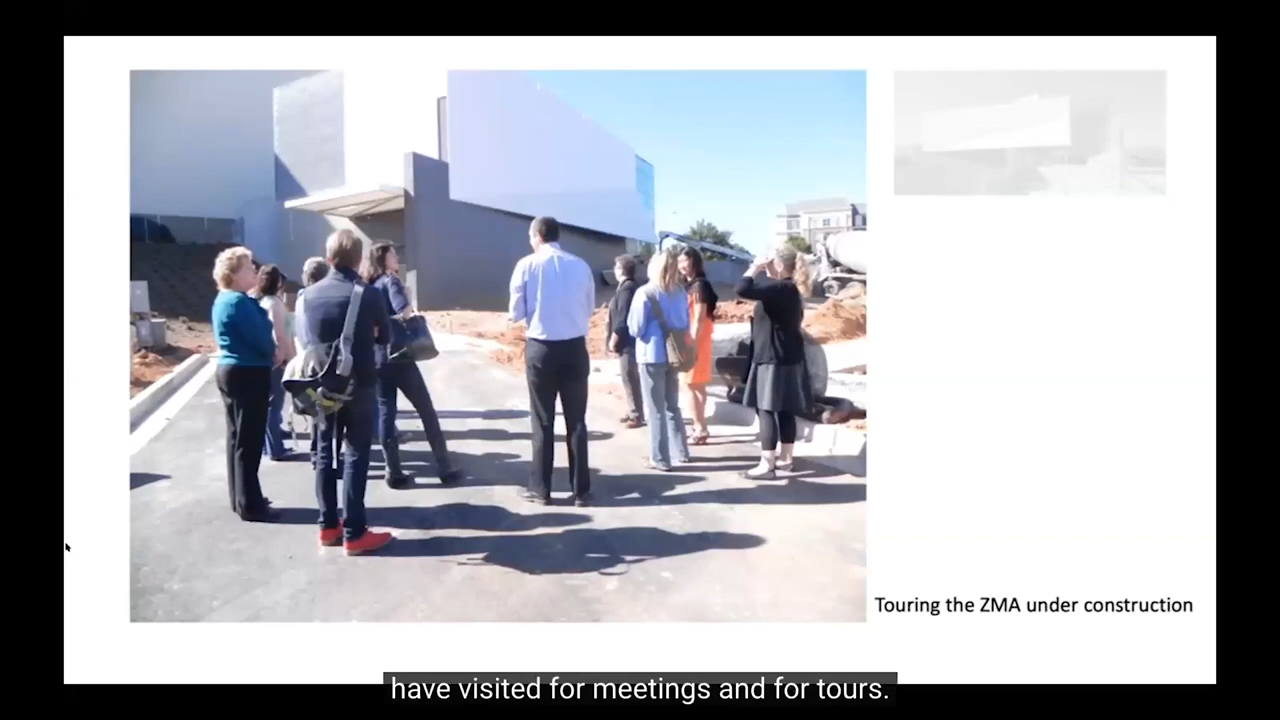 Touring the ZMA under construction
have visited for meetings and for tours.